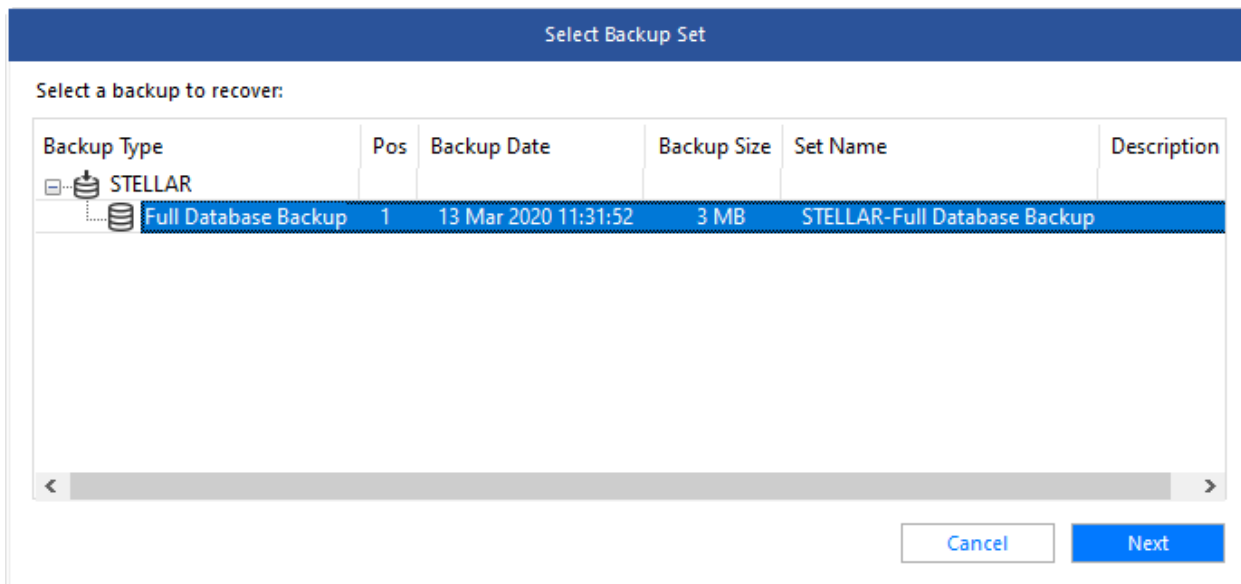 Select Backup Set
Select a backup to recover:
Backup Type Pos Backup Date Backup Size Set Name Description
STELLAR
Full Database Backup 1 13 Mar 2020 11:31:52 3 MB STELLAR-Full Database Backup
Cancel Next